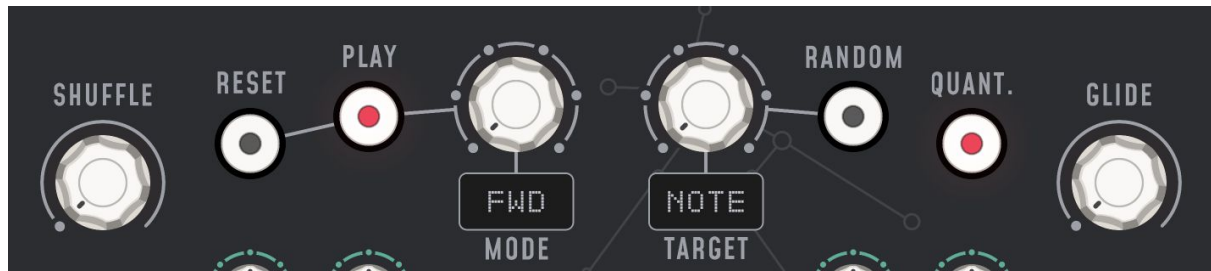 SHUFFLE
RESET
PLAY
RANDOM
QUANT.
GLIDE
FWD
MODE
NOTE
TARGET